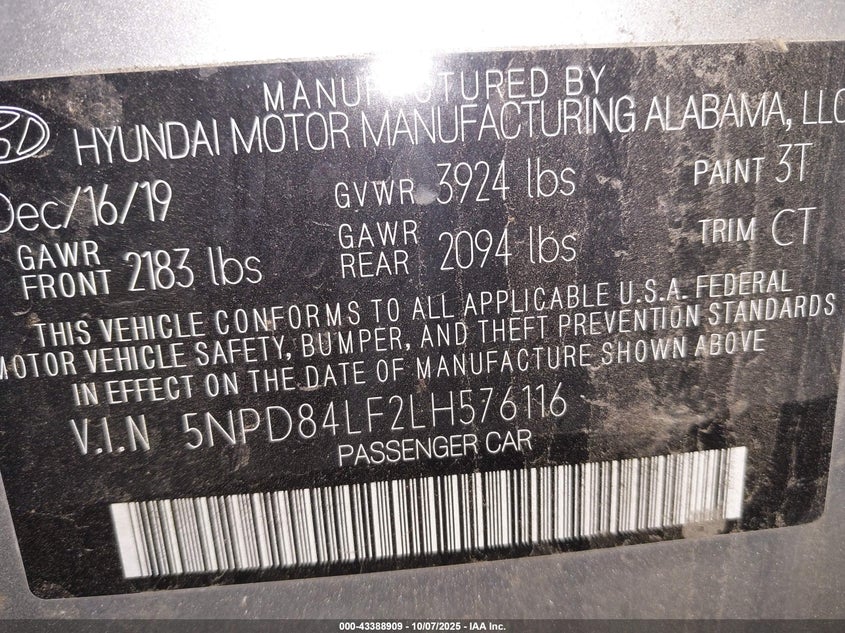 MANUFACTURED BY
HYUNDAI MOTOR MANUFACTURING ALABAMA, LLC
Dec/16/19 GVWR 3924 lbs PAINT 3T
GAWR FRONT 2183 lbs GAWR REAR 2094 lbs TRIM CT
THIS VEHICLE CONFORMS TO ALL APPLICABLE U.S.A. FEDERAL
MOTOR VEHICLE SAFETY, BUMPER, AND THEFT PREVENTION STANDARDS
IN EFFECT ON THE DATE OF MANUFACTURE SHOWN ABOVE
V.I.N 5NPD84LF2LH576116
PASSENGER CAR
000-43388909 - 10/07/2025 - IAA Inc.